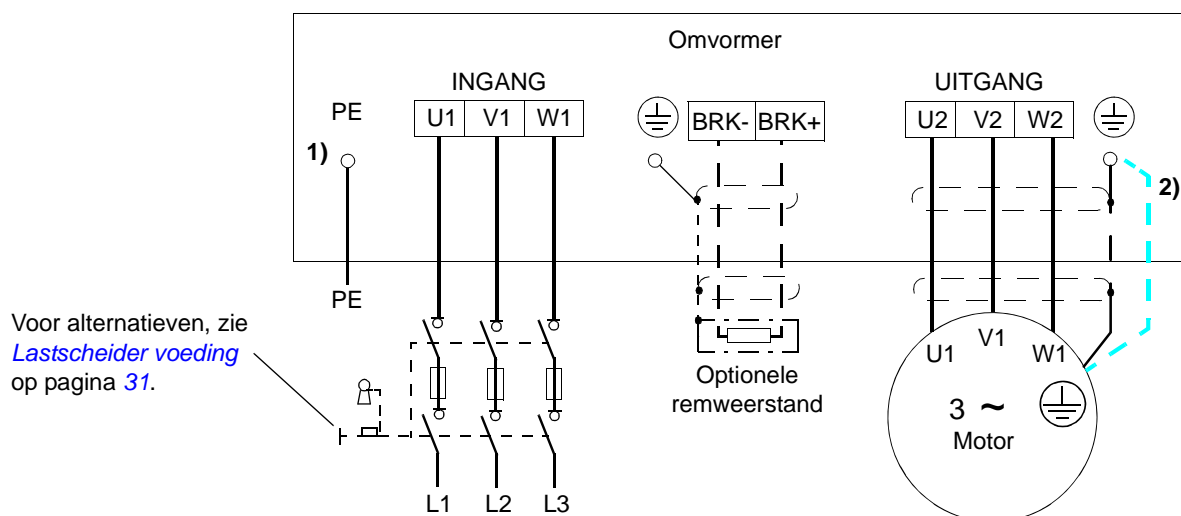 Omvormer
INGANG
UITGANG
PE
U1 V1 W1
BRK- BRK+
U2 V2 W2
1)
2)
PE
Voor alternatieven, zie
Lastscheider voeding
op pagina 31.
Optionele
remweerstand
U1 V1 W1
3 ~
Motor
L1 L2 L3